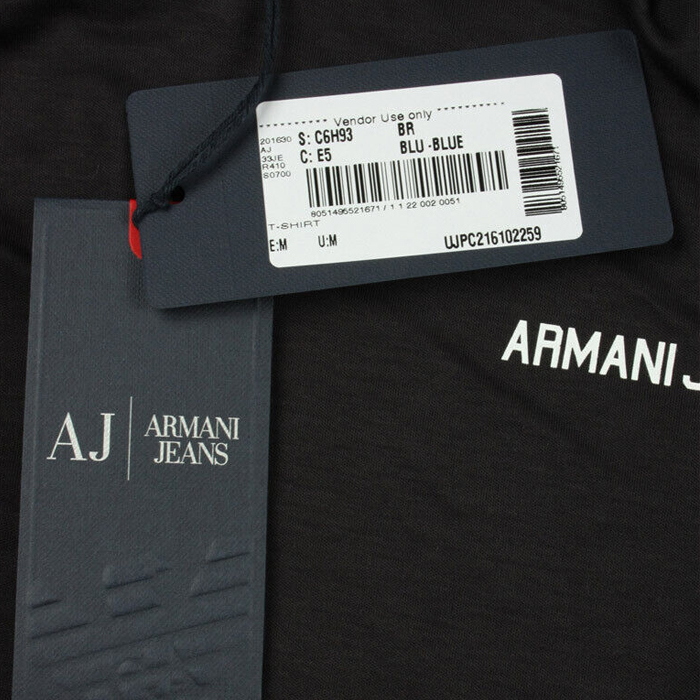 Vendor Use only
201630 S: C6H93 BR
AJ
33JE C: E5 BLU -BLUE
R410
S0700
8051495521671 / 1 1 22 002 0051
8051495521671
T-SHIRT
E:M U:M UJPC216102259
ARMANI J
AJ ARMANI
JEANS